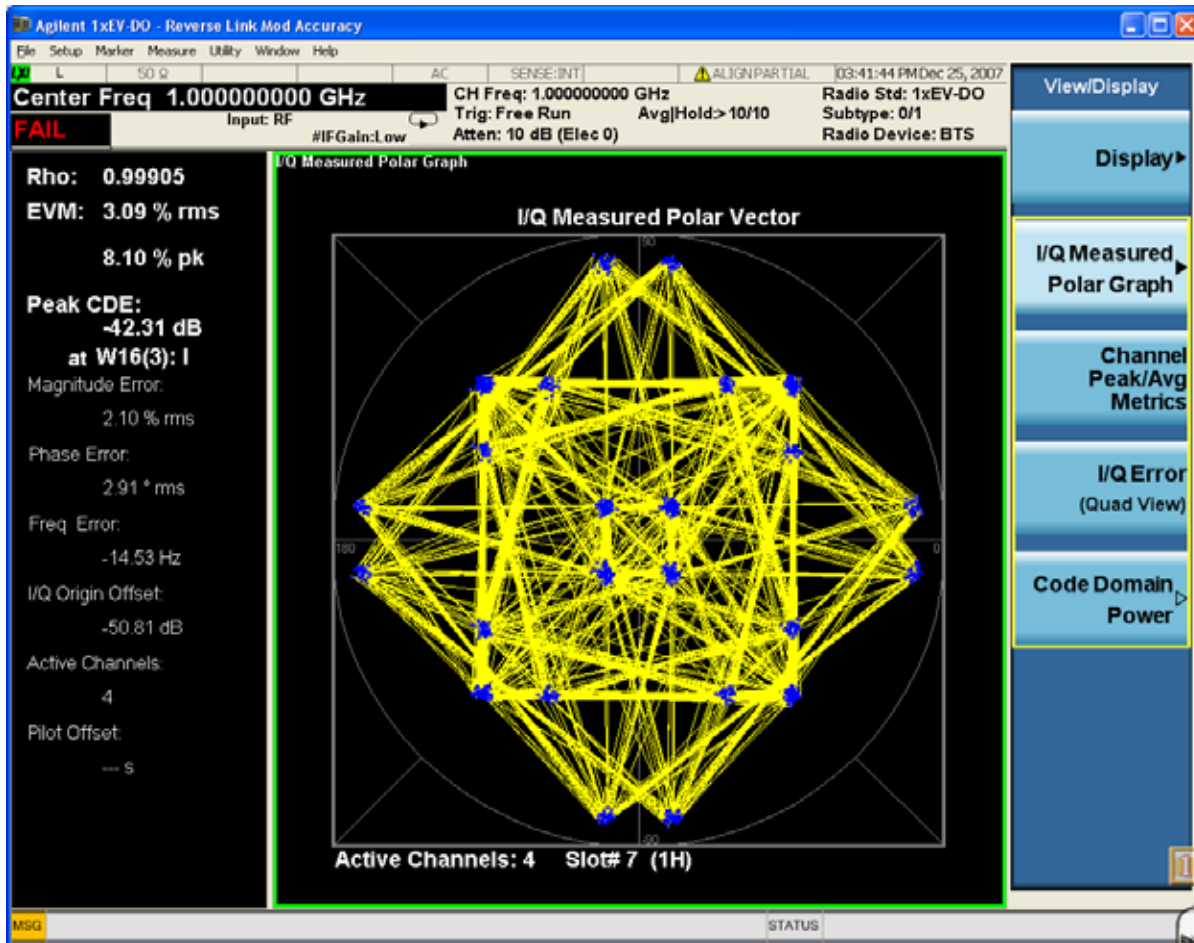 Agilent 1xEV-DO - Reverse Link Mod Accuracy
File Setup Marker Measure Utility Window Help
LXI L 50 Ω AC SENSE:INT ALIGN PARTIAL 03:41:44 PM Dec 25, 2007
Center Freq 1.000000000 GHz
CH Freq: 1.000000000 GHz
Radio Std: 1xEV-DO
Input: RF
Trig: Free Run
Avg|Hold:>10/10
Subtype: 0/1
FAIL
#IFGain:Low
Atten: 10 dB (Elec 0)
Radio Device: BTS
Rho: 0.99905
EVM: 3.09 % rms
8.10 % pk
Peak CDE:
-42.31 dB
at W16(3): I
Magnitude Error:
2.10 % rms
Phase Error:
2.91 ° rms
Freq Error:
-14.53 Hz
I/Q Origin Offset:
-50.81 dB
Active Channels:
4
Pilot Offset:
--- s
I/Q Measured Polar Graph
I/Q Measured Polar Vector
90
180
0
-90
Active Channels: 4 Slot# 7 (1H)
View/Display
Display
I/Q Measured
Polar Graph
Channel
Peak/Avg
Metrics
I/Q Error
(Quad View)
Code Domain
Power
MSG
STATUS